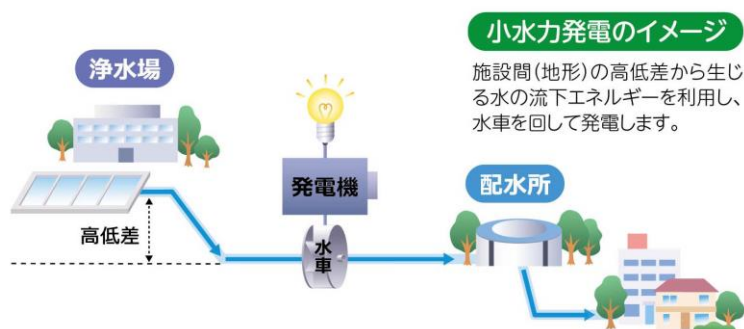 小水力発電のイメージ
施設間(地形)の高低差から生じ
る水の流下エネルギーを利用し、
水車を回して発電します。
浄水場
発電機
配水所
高低差
水車